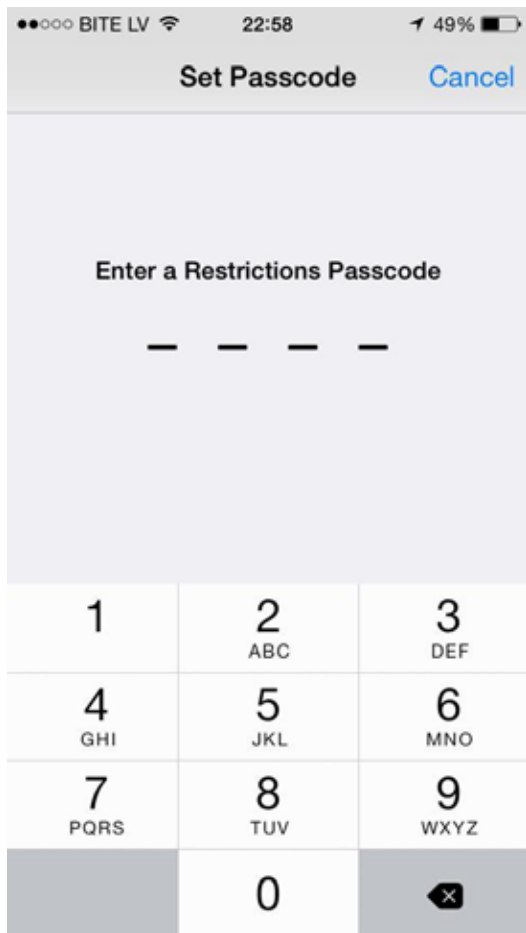 BITE LV 22:58 49%
Set Passcode Cancel
Enter a Restrictions Passcode
1 2 3
ABC DEF
4 5 6
GHI JKL MNO
7 8 9
PQRS TUV WXYZ
0